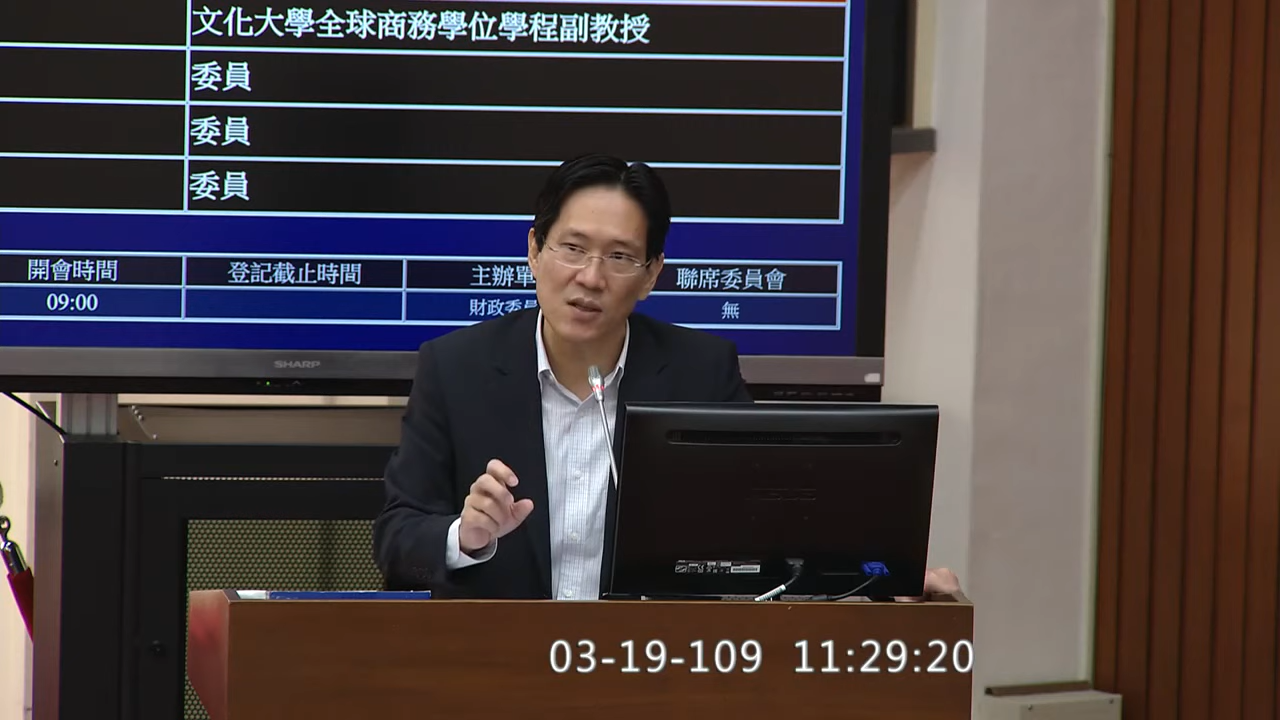 文化大學全球商務學位學程副教授
委員
委員
委員
開會時間 登記截止時間 主辦單 聯席委員會
09:00 財政委員 無
SHARP
03-19-109 11:29:20